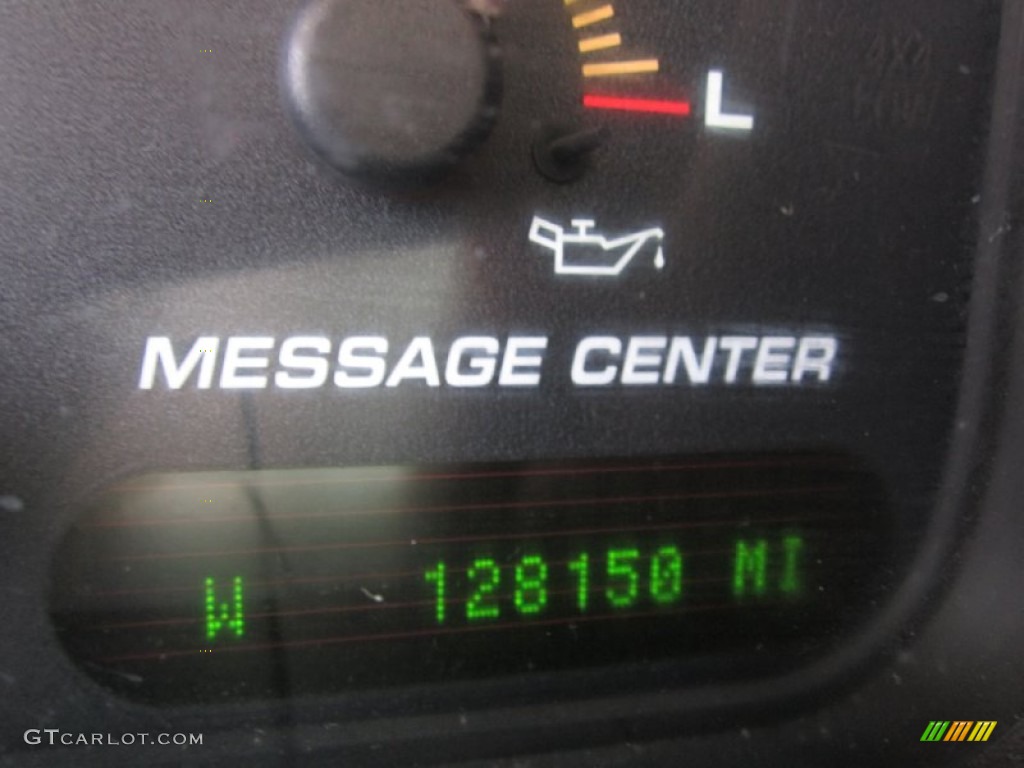 L
MESSAGE CENTER
W 128150 MI
GTCARLOT.COM